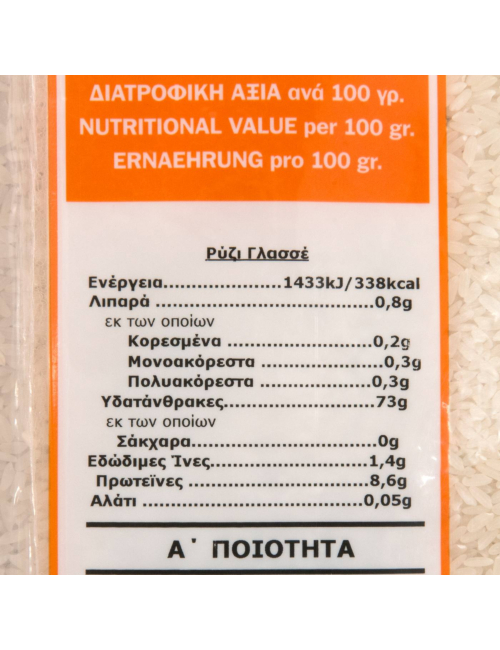 ΔΙΑΤΡΟΦΙΚΗ ΑΞΙΑ ανά 100 γρ.
NUTRITIONAL VALUE per 100 gr.
ERNAEHRUNG pro 100 gr.
Ρύζι Γλασσέ
Ενέργεια......................1433kJ/338kcal
Λιπαρά .........................................0,8g
εκ των οποίων
Κορεσμένα ............................0,2g
Μονοακόρεστα .......................0,3g
Πολυακόρεστα .....................0,3g
Υδατάνθρακες............................73g
εκ των οποίων
Σάκχαρα...................................0g
Εδώδιμες Ίνες..............................1,4g
Πρωτεΐνες ..................................8,6g
Αλάτι .........................................0,05g
Α΄ ΠΟΙΟΤΗΤΑ